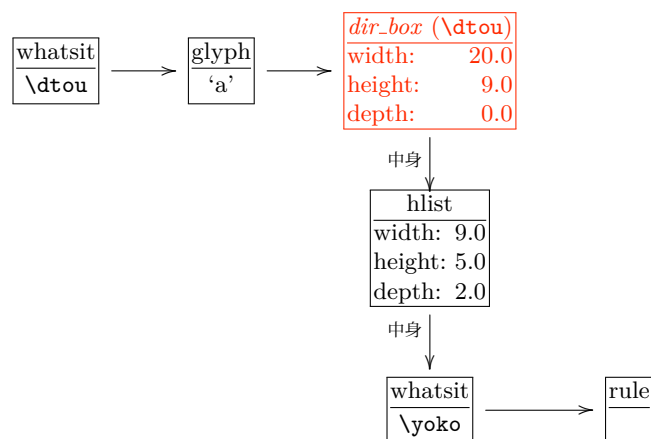 whatsit
\dtou
glyph
‘a’
dir_box (\dtou)
width: 20.0
height: 9.0
depth: 0.0
中身
hlist
width: 9.0
height: 5.0
depth: 2.0
中身
whatsit
\yoko
rule